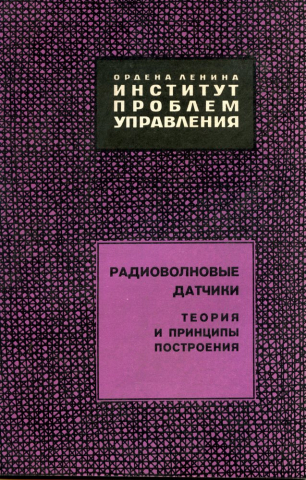 ОРДЕНА ЛЕНИНА
ИНСТИТУТ
ПРОБЛЕМ
УПРАВЛЕНИЯ
РАДИОВОЛНОВЫЕ
ДАТЧИКИ
ТЕОРИЯ
И ПРИНЦИПЫ
ПОСТРОЕНИЯ